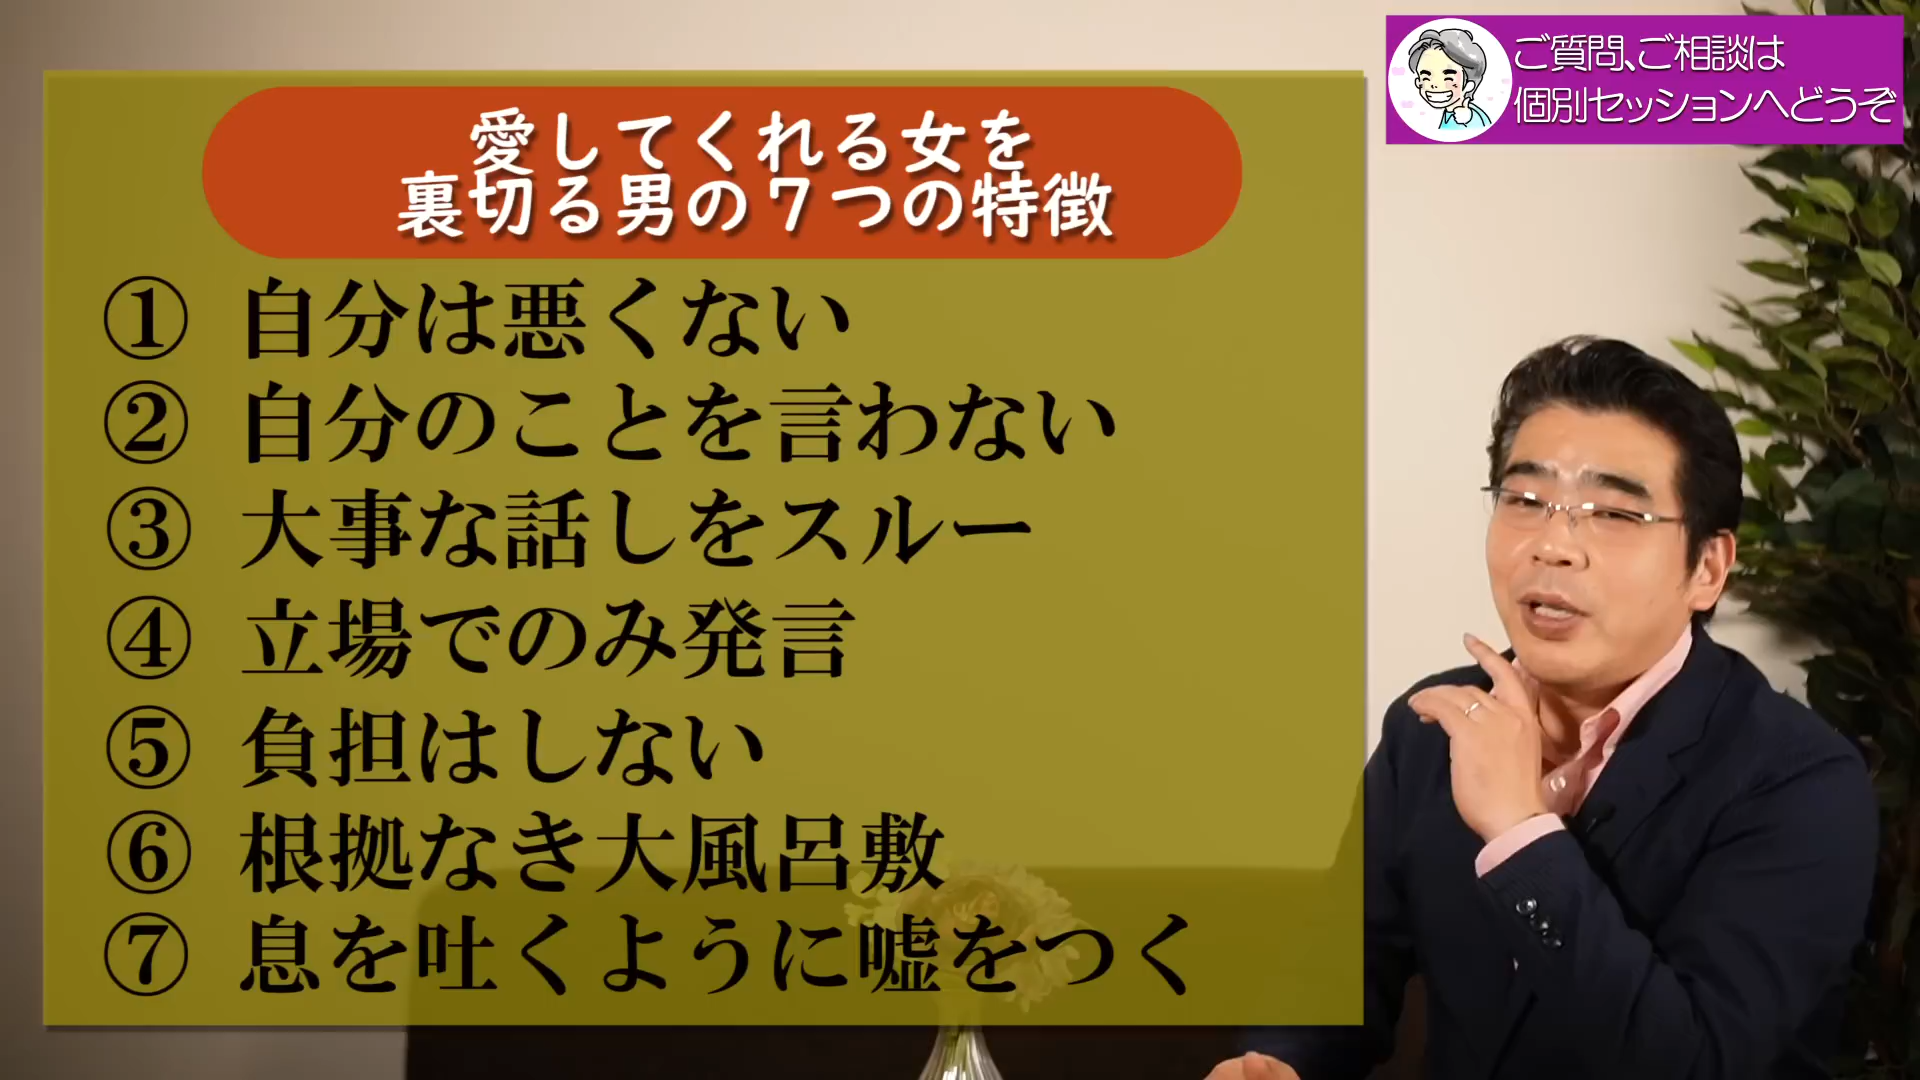 愛してくれる女を
裏切る男の７つの特徴
① 自分は悪くない
② 自分のことを言わない
③ 大事な話しをスルー
④ 立場でのみ発言
⑤ 負担はしない
⑥ 根拠なき大風呂敷
⑦ 息を吐くように嘘をつく
ご質問、ご相談は
個別セッションへどうぞ